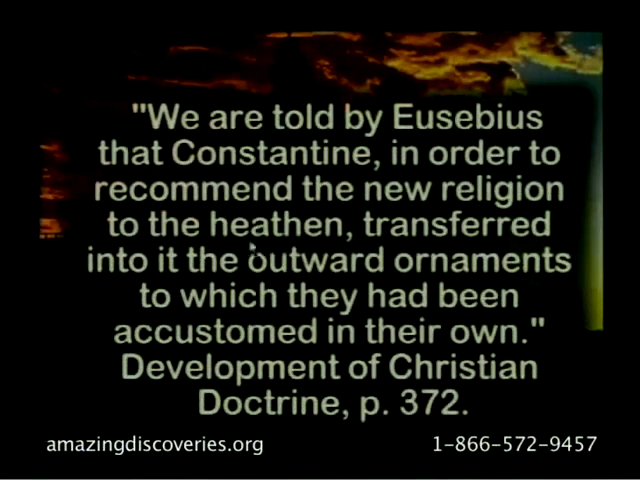 "We are told by Eusebius
that Constantine, in order to
recommend the new religion
to the heathen, transferred
into it the outward ornaments
to which they had been
accustomed in their own."
Development of Christian
Doctrine, p. 372.
amazingdiscoveries.org 1-866-572-9457